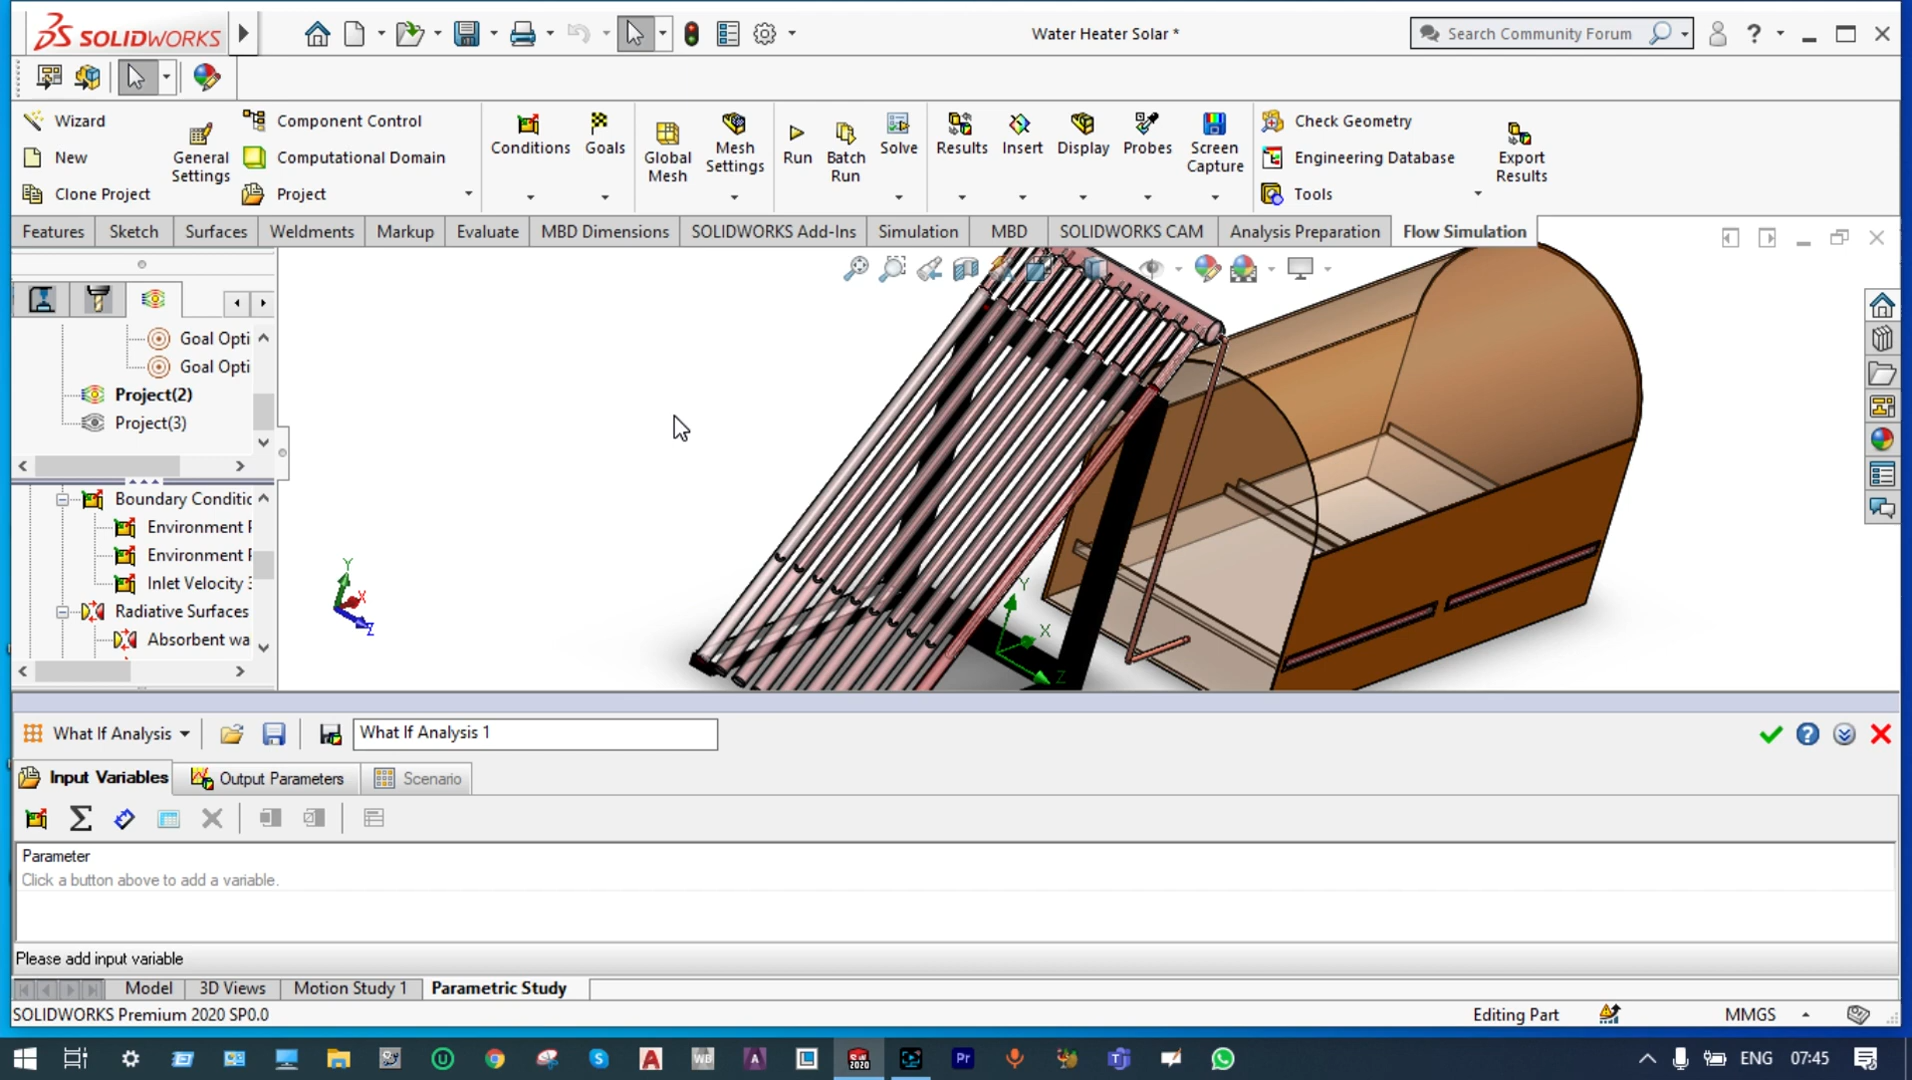 SOLIDWORKS
Water Heater Solar *
Search Community Forum
?
Wizard
New
Clone Project
General Settings
Component Control
Computational Domain
Project
Conditions
Goals
Global Mesh
Mesh Settings
Run
Batch Run
Solve
Results
Insert
Display
Probes
Screen Capture
Check Geometry
Engineering Database
Tools
Export Results
Features Sketch Surfaces Weldments Markup Evaluate MBD Dimensions SOLIDWORKS Add-Ins Simulation MBD SOLIDWORKS CAM Analysis Preparation Flow Simulation
Goal Opti
Goal Opti
Project(2)
Project(3)
Boundary Conditic
Environment F
Environment F
Inlet Velocity 3
Radiative Surfaces
Absorbent wa
Y
X
Z
Y
X
Z
What If Analysis
What If Analysis 1
Input Variables Output Parameters Scenario
Parameter
Click a button above to add a variable.
Please add input variable
Model 3D Views Motion Study 1 Parametric Study
SOLIDWORKS Premium 2020 SP0.0
Editing Part
MMGS
ENG 07:45